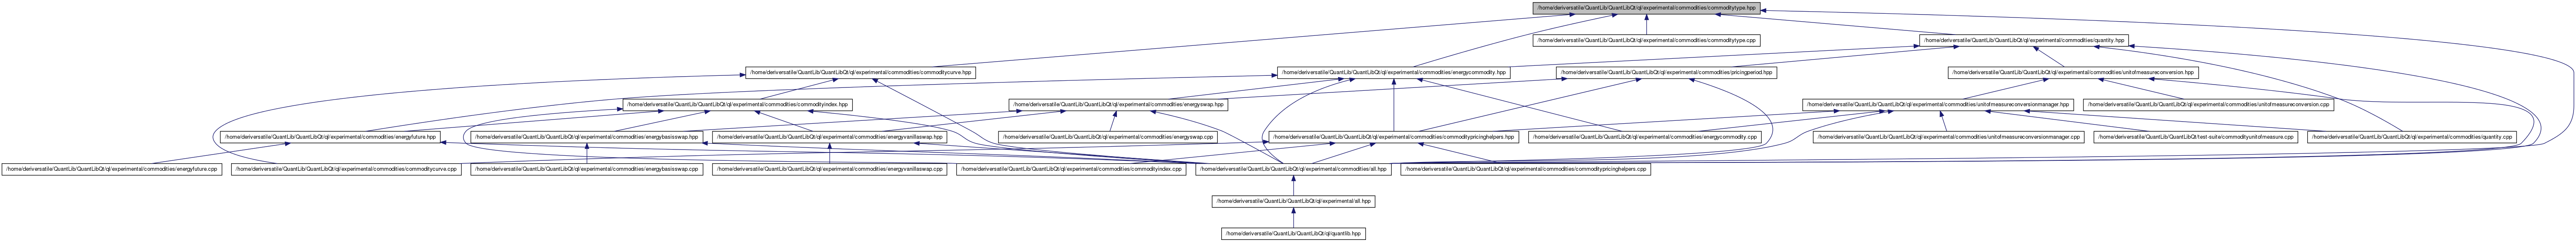 /home/deriversatile/QuantLib/QuantLibQt/ql/experimental/commodities/commoditytype.hpp
/home/deriversatile/QuantLib/QuantLibQt/ql/experimental/commodities/commoditytype.cpp
/home/deriversatile/QuantLib/QuantLibQt/ql/experimental/commodities/quantity.hpp
/home/deriversatile/QuantLib/QuantLibQt/ql/experimental/commodities/commoditycurve.hpp
/home/deriversatile/QuantLib/QuantLibQt/ql/experimental/commodities/energycommodity.hpp
/home/deriversatile/QuantLib/QuantLibQt/ql/experimental/commodities/pricingperiod.hpp
/home/deriversatile/QuantLib/QuantLibQt/ql/experimental/commodities/unitofmeasureconversion.hpp
/home/deriversatile/QuantLib/QuantLibQt/ql/experimental/commodities/commodityindex.hpp
/home/deriversatile/QuantLib/QuantLibQt/ql/experimental/commodities/energyswap.hpp
/home/deriversatile/QuantLib/QuantLibQt/ql/experimental/commodities/unitofmeasureconversionmanager.hpp
/home/deriversatile/QuantLib/QuantLibQt/ql/experimental/commodities/unitofmeasureconversion.cpp
/home/deriversatile/QuantLib/QuantLibQt/ql/experimental/commodities/energyfuture.hpp
/home/deriversatile/QuantLib/QuantLibQt/ql/experimental/commodities/energybasisswap.hpp
/home/deriversatile/QuantLib/QuantLibQt/ql/experimental/commodities/energyvanillaswap.hpp
/home/deriversatile/QuantLib/QuantLibQt/ql/experimental/commodities/energyswap.cpp
/home/deriversatile/QuantLib/QuantLibQt/ql/experimental/commodities/commoditypricinghelpers.hpp
/home/deriversatile/QuantLib/QuantLibQt/ql/experimental/commodities/energycommodity.cpp
/home/deriversatile/QuantLib/QuantLibQt/ql/experimental/commodities/unitofmeasureconversionmanager.cpp
/home/deriversatile/QuantLib/QuantLibQt/test-suite/commodityunitofmeasure.cpp
/home/deriversatile/QuantLib/QuantLibQt/ql/experimental/commodities/quantity.cpp
/home/deriversatile/QuantLib/QuantLibQt/ql/experimental/commodities/energyfuture.cpp
/home/deriversatile/QuantLib/QuantLibQt/ql/experimental/commodities/commoditycurve.cpp
/home/deriversatile/QuantLib/QuantLibQt/ql/experimental/commodities/energybasisswap.cpp
/home/deriversatile/QuantLib/QuantLibQt/ql/experimental/commodities/energyvanillaswap.cpp
/home/deriversatile/QuantLib/QuantLibQt/ql/experimental/commodities/commodityindex.cpp
/home/deriversatile/QuantLib/QuantLibQt/ql/experimental/commodities/all.hpp
/home/deriversatile/QuantLib/QuantLibQt/ql/experimental/commodities/commoditypricinghelpers.cpp
/home/deriversatile/QuantLib/QuantLibQt/ql/experimental/all.hpp
/home/deriversatile/QuantLib/QuantLibQt/ql/quantlib.hpp